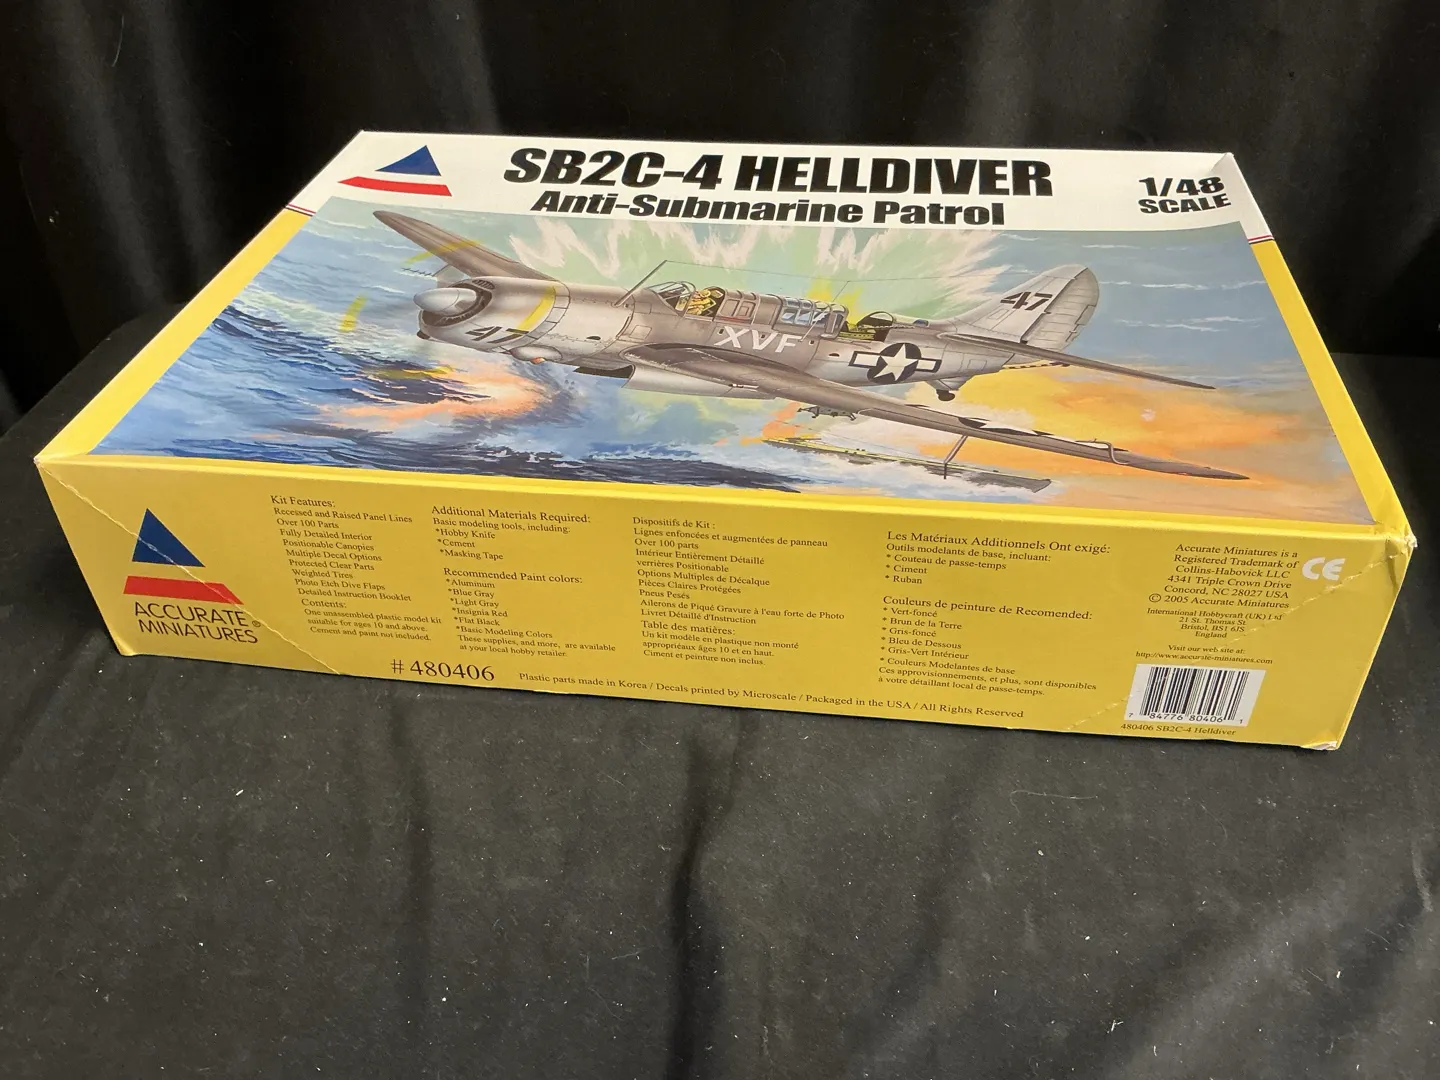 SB2C-4 HELLDIVER
Anti-Submarine Patrol
1/48
SCALE
47
47
XVF
ACCURATE
MINIATURES®
Kit Features:
Recessed and Raised Panel Lines
Over 100 Parts
Fully Detailed Interior
Positionable Canopies
Multiple Decal Options
Protected Clear Parts
Weighted Tires
Photo Etch Dive Flaps
Detailed Instruction Booklet
Contents:
One unassembled plastic model kit
suitable for ages 10 and above.
Cement and paint not included.
#480406
Additional Materials Required:
Basic modeling tools, including:
*Hobby Knife
*Cement
*Masking Tape
Recommended Paint colors:
*Aluminum
*Blue Gray
*Light Gray
*Insignia Red
*Flat Black
*Basic Modeling Colors
These supplies, and more, are available
at your local hobby retailer.
Dispositifs de Kit :
Lignes enfoncées et augmentées de panneau
Over 100 parts
Intérieur Entièrement Détaillé
verrières Positionable
Options Multiples de Décalque
Pièces Claires Protégées
Pneus Pesés
Ailerons de Piqué Gravure à l'eau forte de Photo
Livret Détaillé d'Instruction
Table des matières:
Un kit modèle en plastique non monté
appropriéaux âges 10 et en haut.
Ciment et peinture non inclus.
Les Matériaux Additionnels Ont exigé:
Outils modelants de base, incluant:
* Couteau de passe-temps
* Ciment
* Ruban
Couleurs de peinture de Recomended:
* Vert-foncé
* Brun de la Terre
* Gris-foncé
* Bleu de Dessous
* Gris-Vert Intérieur
* Couleurs Modelantes de base
Ces approvisionnements, et plus, sont disponibles
à votre détaillant local de passe-temps.
Plastic parts made in Korea / Decals printed by Microscale / Packaged in the USA / All Rights Reserved
Accurate Miniatures is a
Registered Trademark of
Collins-Habovick LLC
4341 Triple Crown Drive
Concord, NC 28027 USA
© 2005 Accurate Miniatures
CE
International Hobbycraft (UK) Ltd
21 St. Thomas St
Bristol, BS1 6JS
England
Visit our web site at:
http://www.accurate-miniatures.com
7 84776 80406 1
480406 SB2C-4 Helldiver